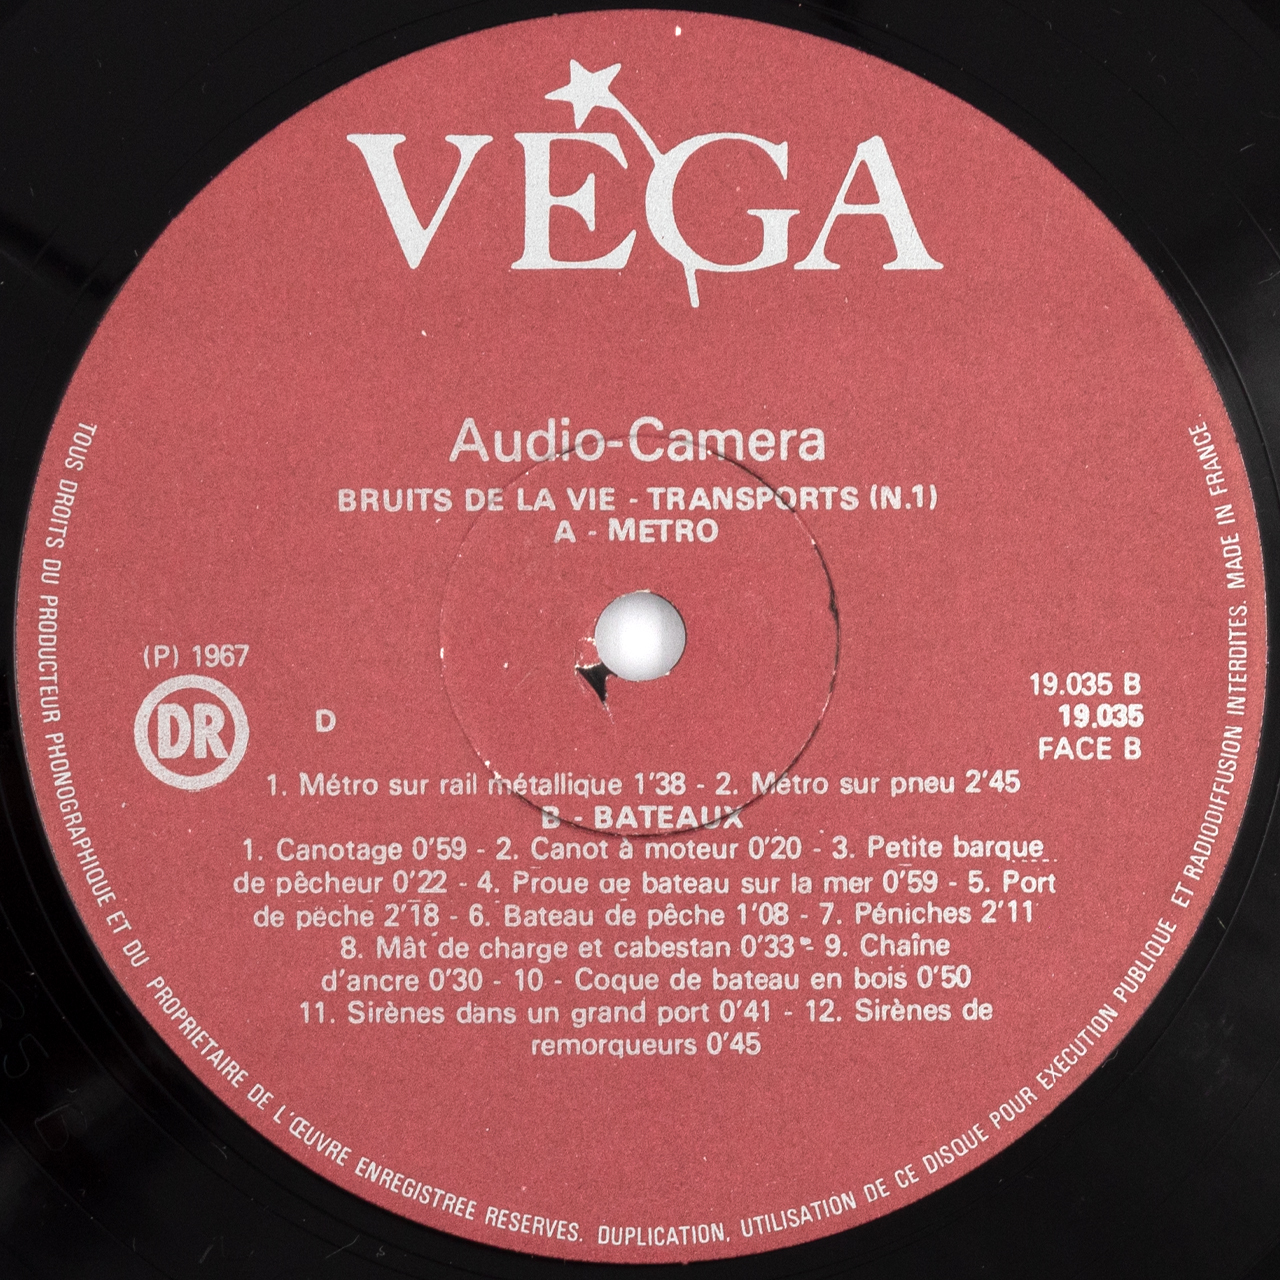 VEGA
Audio-Camera
BRUITS DE LA VIE - TRANSPORTS (N.1)
A - METRO
(P) 1967
DR
D
19.035 B
19.035
FACE B
1. Métro sur rail métallique 1'38 - 2. Métro sur pneu 2'45
B - BATEAUX
1. Canotage 0'59 - 2. Canot à moteur 0'20 - 3. Petite barque
de pêcheur 0'22 - 4. Proue de bateau sur la mer 0'59 - 5. Port
de pêche 2'18 - 6. Bateau de pêche 1'08 - 7. Péniches 2'11
8. Mât de charge et cabestan 0'33 - 9. Chaîne
d'ancre 0'30 - 10 - Coque de bateau en bois 0'50
11. Sirènes dans un grand port 0'41 - 12. Sirènes de
remorqueurs 0'45
TOUS DROITS DU PRODUCTEUR PHONOGRAPHIQUE ET DU PROPRIETAIRE DE L'ŒUVRE ENREGISTREE RESERVES. DUPLICATION, UTILISATION DE CE DISQUE POUR EXECUTION PUBLIQUE ET RADIODIFFUSION INTERDITES. MADE IN FRANCE